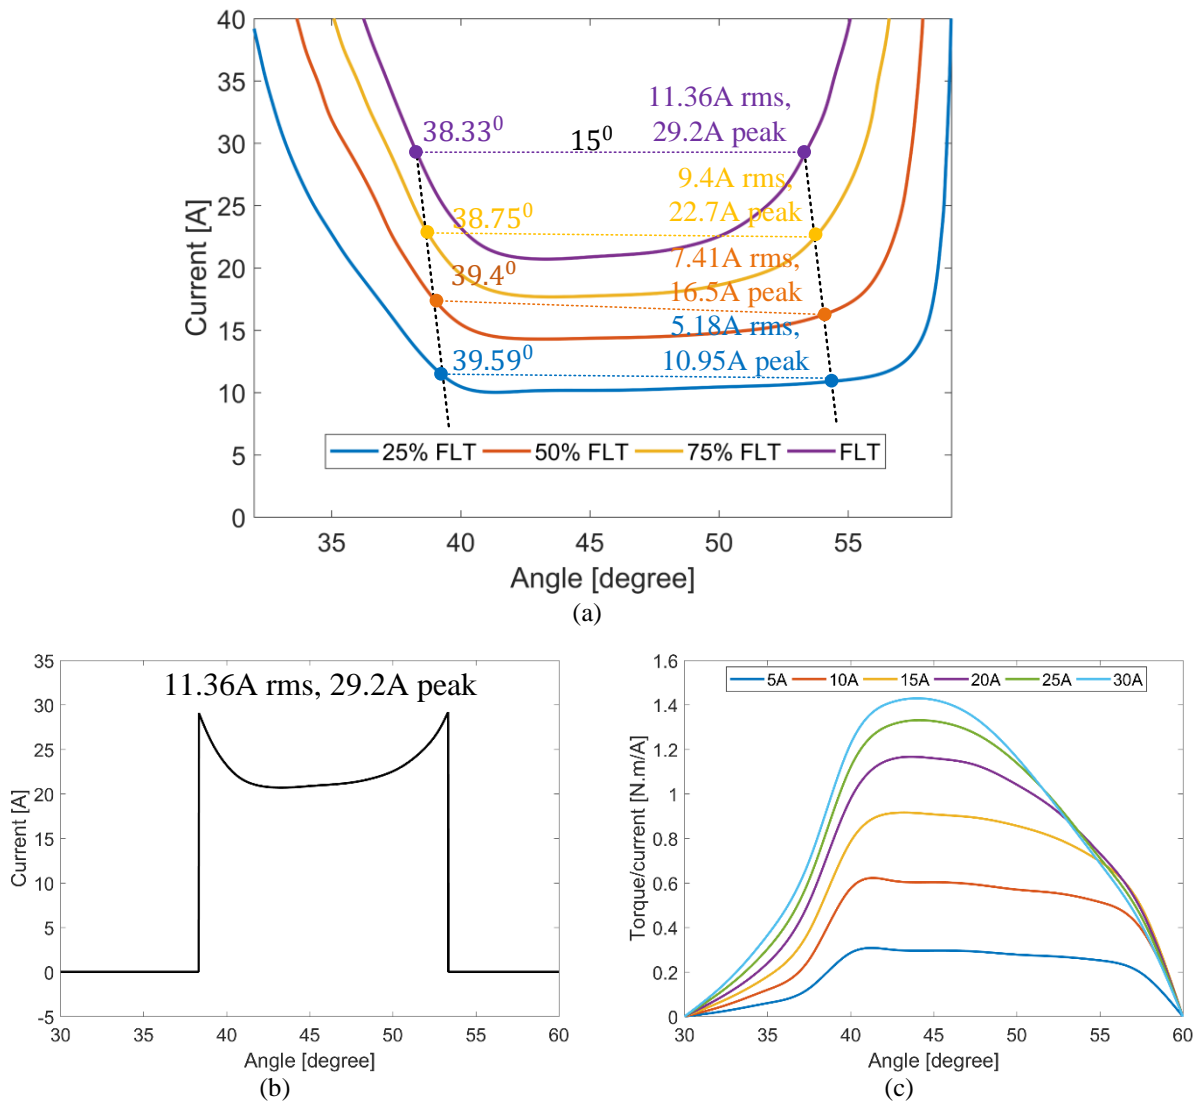 40
35
30
25
20
15
10
5
0
Current [A]
38.33⁰
15⁰
11.36A rms,
29.2A peak
38.75⁰
9.4A rms,
22.7A peak
39.4⁰
7.41A rms,
16.5A peak
39.59⁰
5.18A rms,
10.95A peak
25% FLT 50% FLT 75% FLT FLT
35 40 45 50 55
Angle [degree]
(a)
35
30
25
20
15
10
5
0
-5
Current [A]
11.36A rms, 29.2A peak
30 35 40 45 50 55 60
Angle [degree]
(b)
1.6
1.4
1.2
1
0.8
0.6
0.4
0.2
0
Torque/current [N.m/A]
5A 10A 15A 20A 25A 30A
30 35 40 45 50 55 60
Angle [degree]
(c)